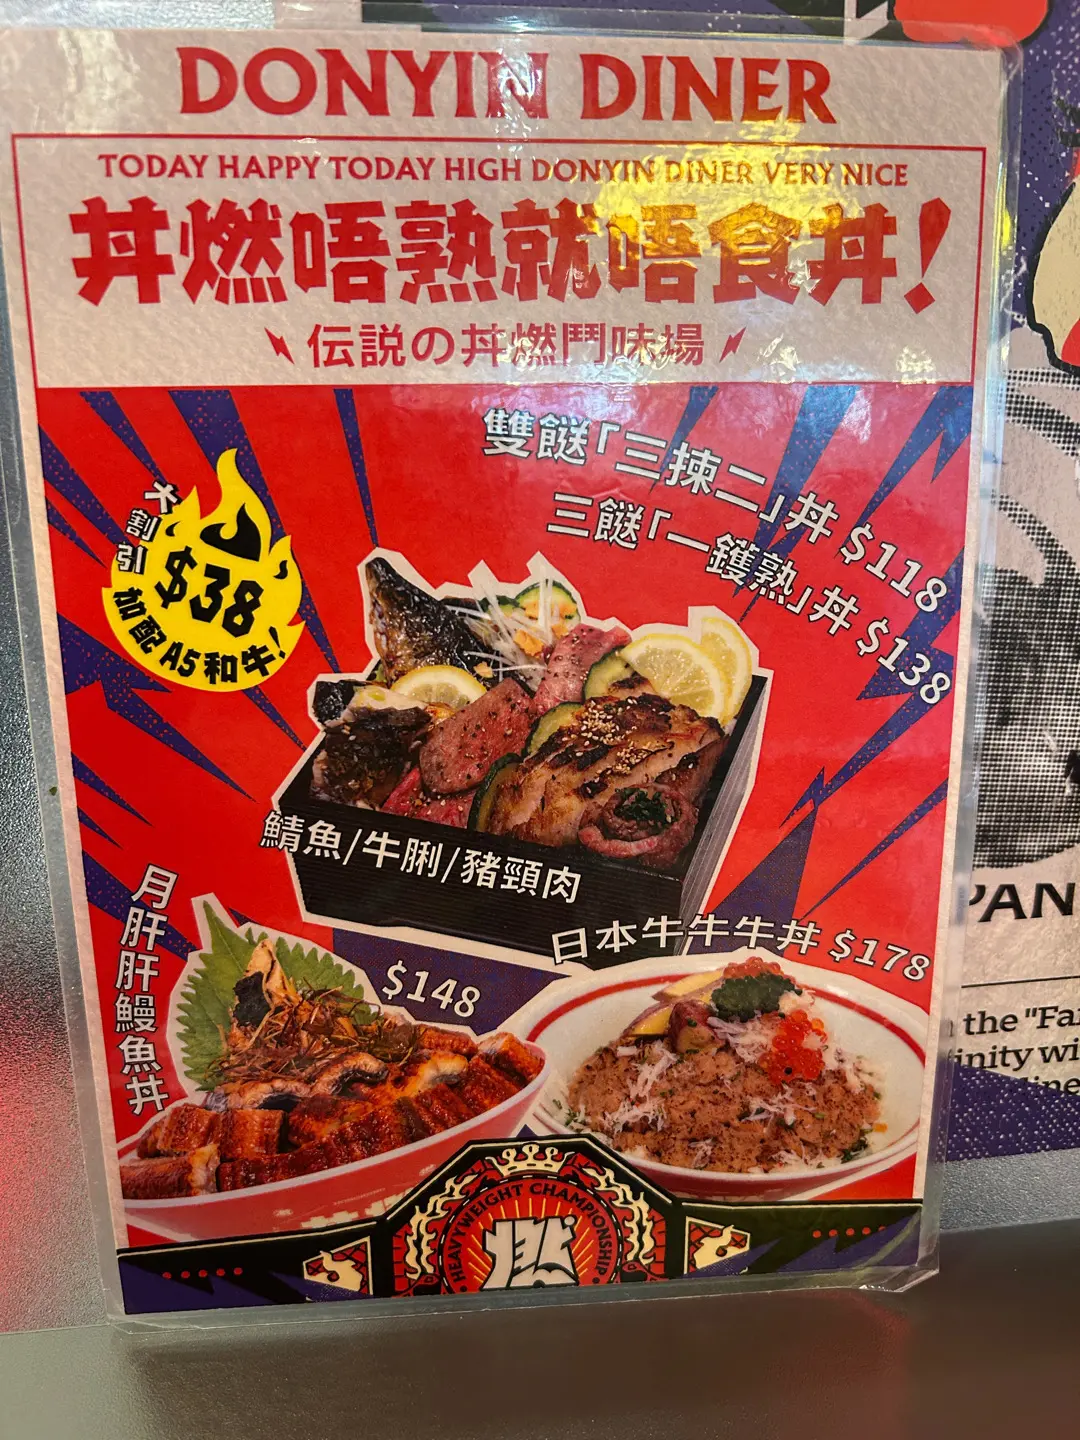 DONYIN DINER
TODAY HAPPY TODAY HIGH DONYIN DINER VERY NICE
丼燃唔熟就唔食丼!
伝説の丼燃鬥味場
雙餸「三揀二」丼 $118
三餸「一鑊熟」丼 $138
大割引
$38
加配A5和牛!
鯖魚/牛脷/豬頸肉
月肝肝鰻魚丼
$148
日本牛牛牛丼 $178
HEAVYWEIGHT CHAMPIONSHIP
燃
PAN
the "Fa
finity wi